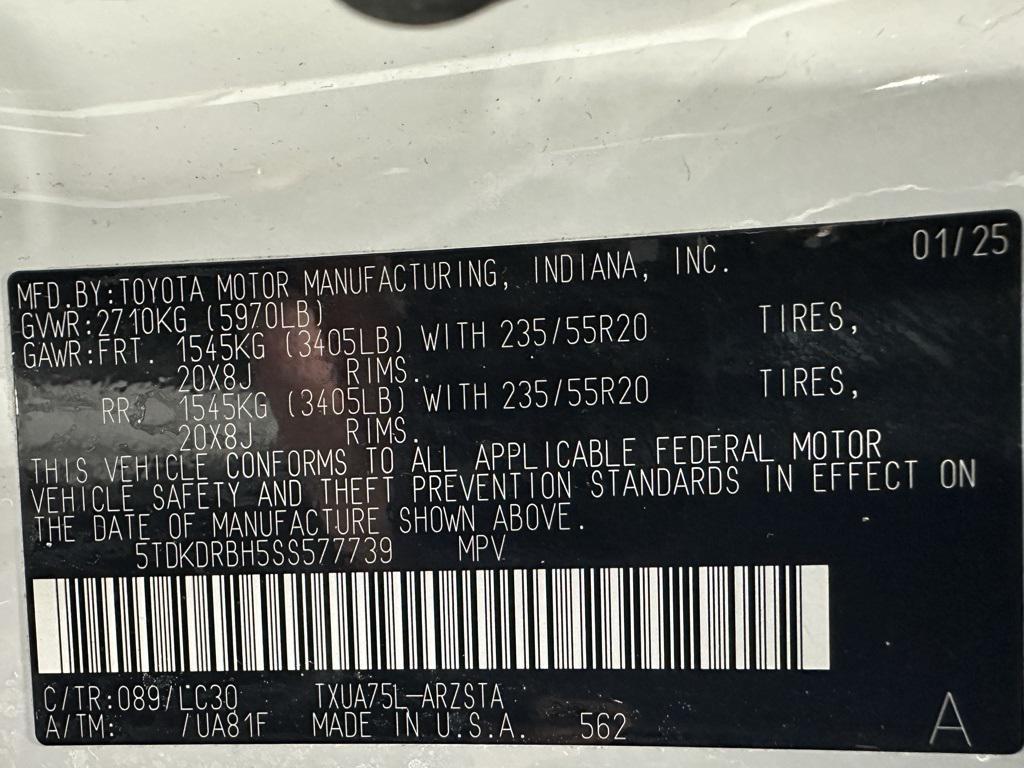 01/25
MFD.BY:TOYOTA MOTOR MANUFACTURING, INDIANA, INC.
GVWR:2710KG (5970LB)
GAWR:FRT. 1545KG (3405LB) WITH 235/55R20 TIRES,
20X8J RIMS.
RR. 1545KG (3405LB) WITH 235/55R20 TIRES,
20X8J RIMS.
THIS VEHICLE CONFORMS TO ALL APPLICABLE FEDERAL MOTOR
VEHICLE SAFETY AND THEFT PREVENTION STANDARDS IN EFFECT ON
THE DATE OF MANUFACTURE SHOWN ABOVE.
5TDKDRBH5SS577739 MPV
C/TR:089/LC30 TXUA75L-ARZSTA
A/TM: /UA81F MADE IN U.S.A. 562 A